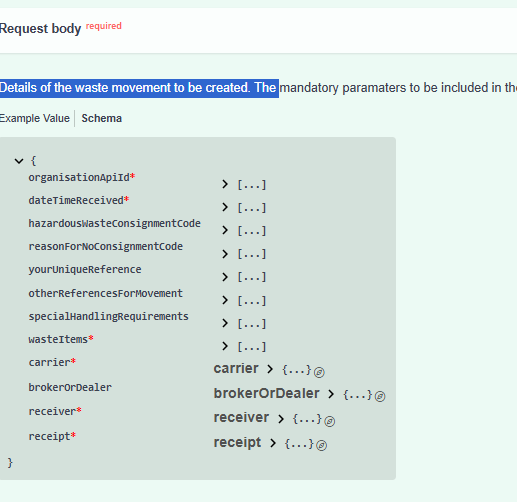 Request body required
Details of the waste movement to be created. The mandatory paramaters to be included in the
Example Value Schema
{
organisationApiId* > [...]
dateTimeReceived* > [...]
hazardousWasteConsignmentCode > [...]
reasonForNoConsignmentCode > [...]
yourUniqueReference > [...]
otherReferencesForMovement > [...]
specialHandlingRequirements > [...]
wasteItems* > [...]
carrier* carrier > {...}
brokerOrDealer brokerOrDealer > {...}
receiver* receiver > {...}
receipt* receipt > {...}
}